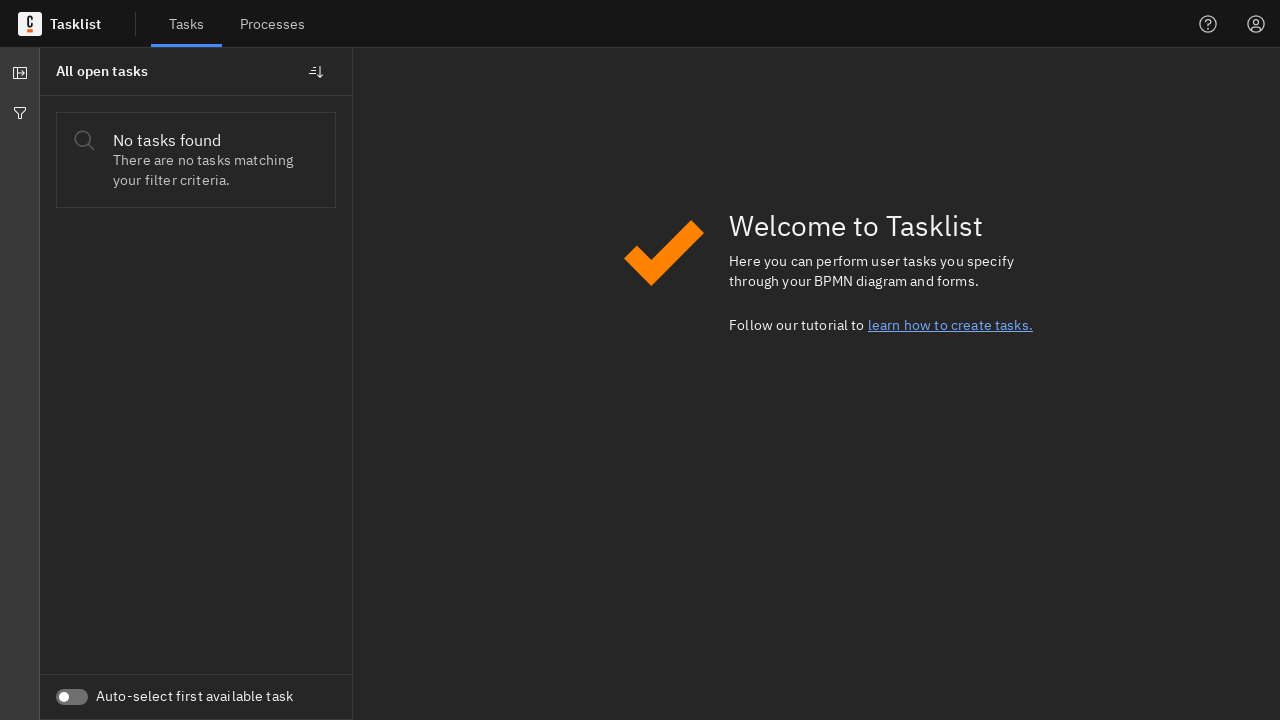 Tasklist
Tasks
Processes
All open tasks
No tasks found
There are no tasks matching
your filter criteria.
Welcome to Tasklist
Here you can perform user tasks you specify
through your BPMN diagram and forms.
Follow our tutorial to learn how to create tasks.
Auto-select first available task